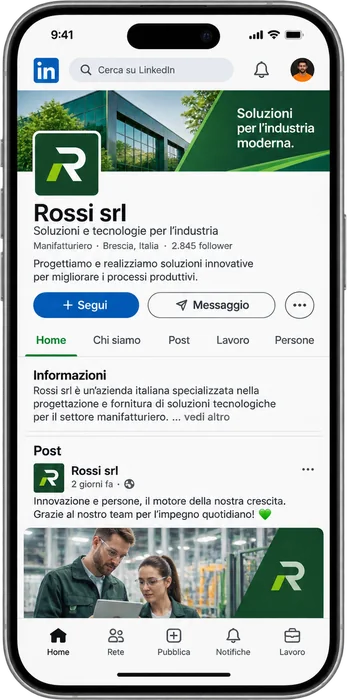 9:41
in
Cerca su LinkedIn
Soluzioni
per l'industria
moderna.
R
Rossi srl
Soluzioni e tecnologie per l'industria
Manifatturiero · Brescia, Italia · 2.845 follower
Progettiamo e realizziamo soluzioni innovative
per migliorare i processi produttivi.
+ Segui
Messaggio
Home Chi siamo Post Lavoro Persone
Informazioni
Rossi srl è un'azienda italiana specializzata nella
progettazione e fornitura di soluzioni tecnologiche
per il settore manifatturiero. ... vedi altro
Post
R
Rossi srl
2 giorni fa ·
Innovazione e persone, il motore della nostra crescita.
Grazie al nostro team per l'impegno quotidiano! 💚
R
Home Rete Pubblica Notifiche Lavoro